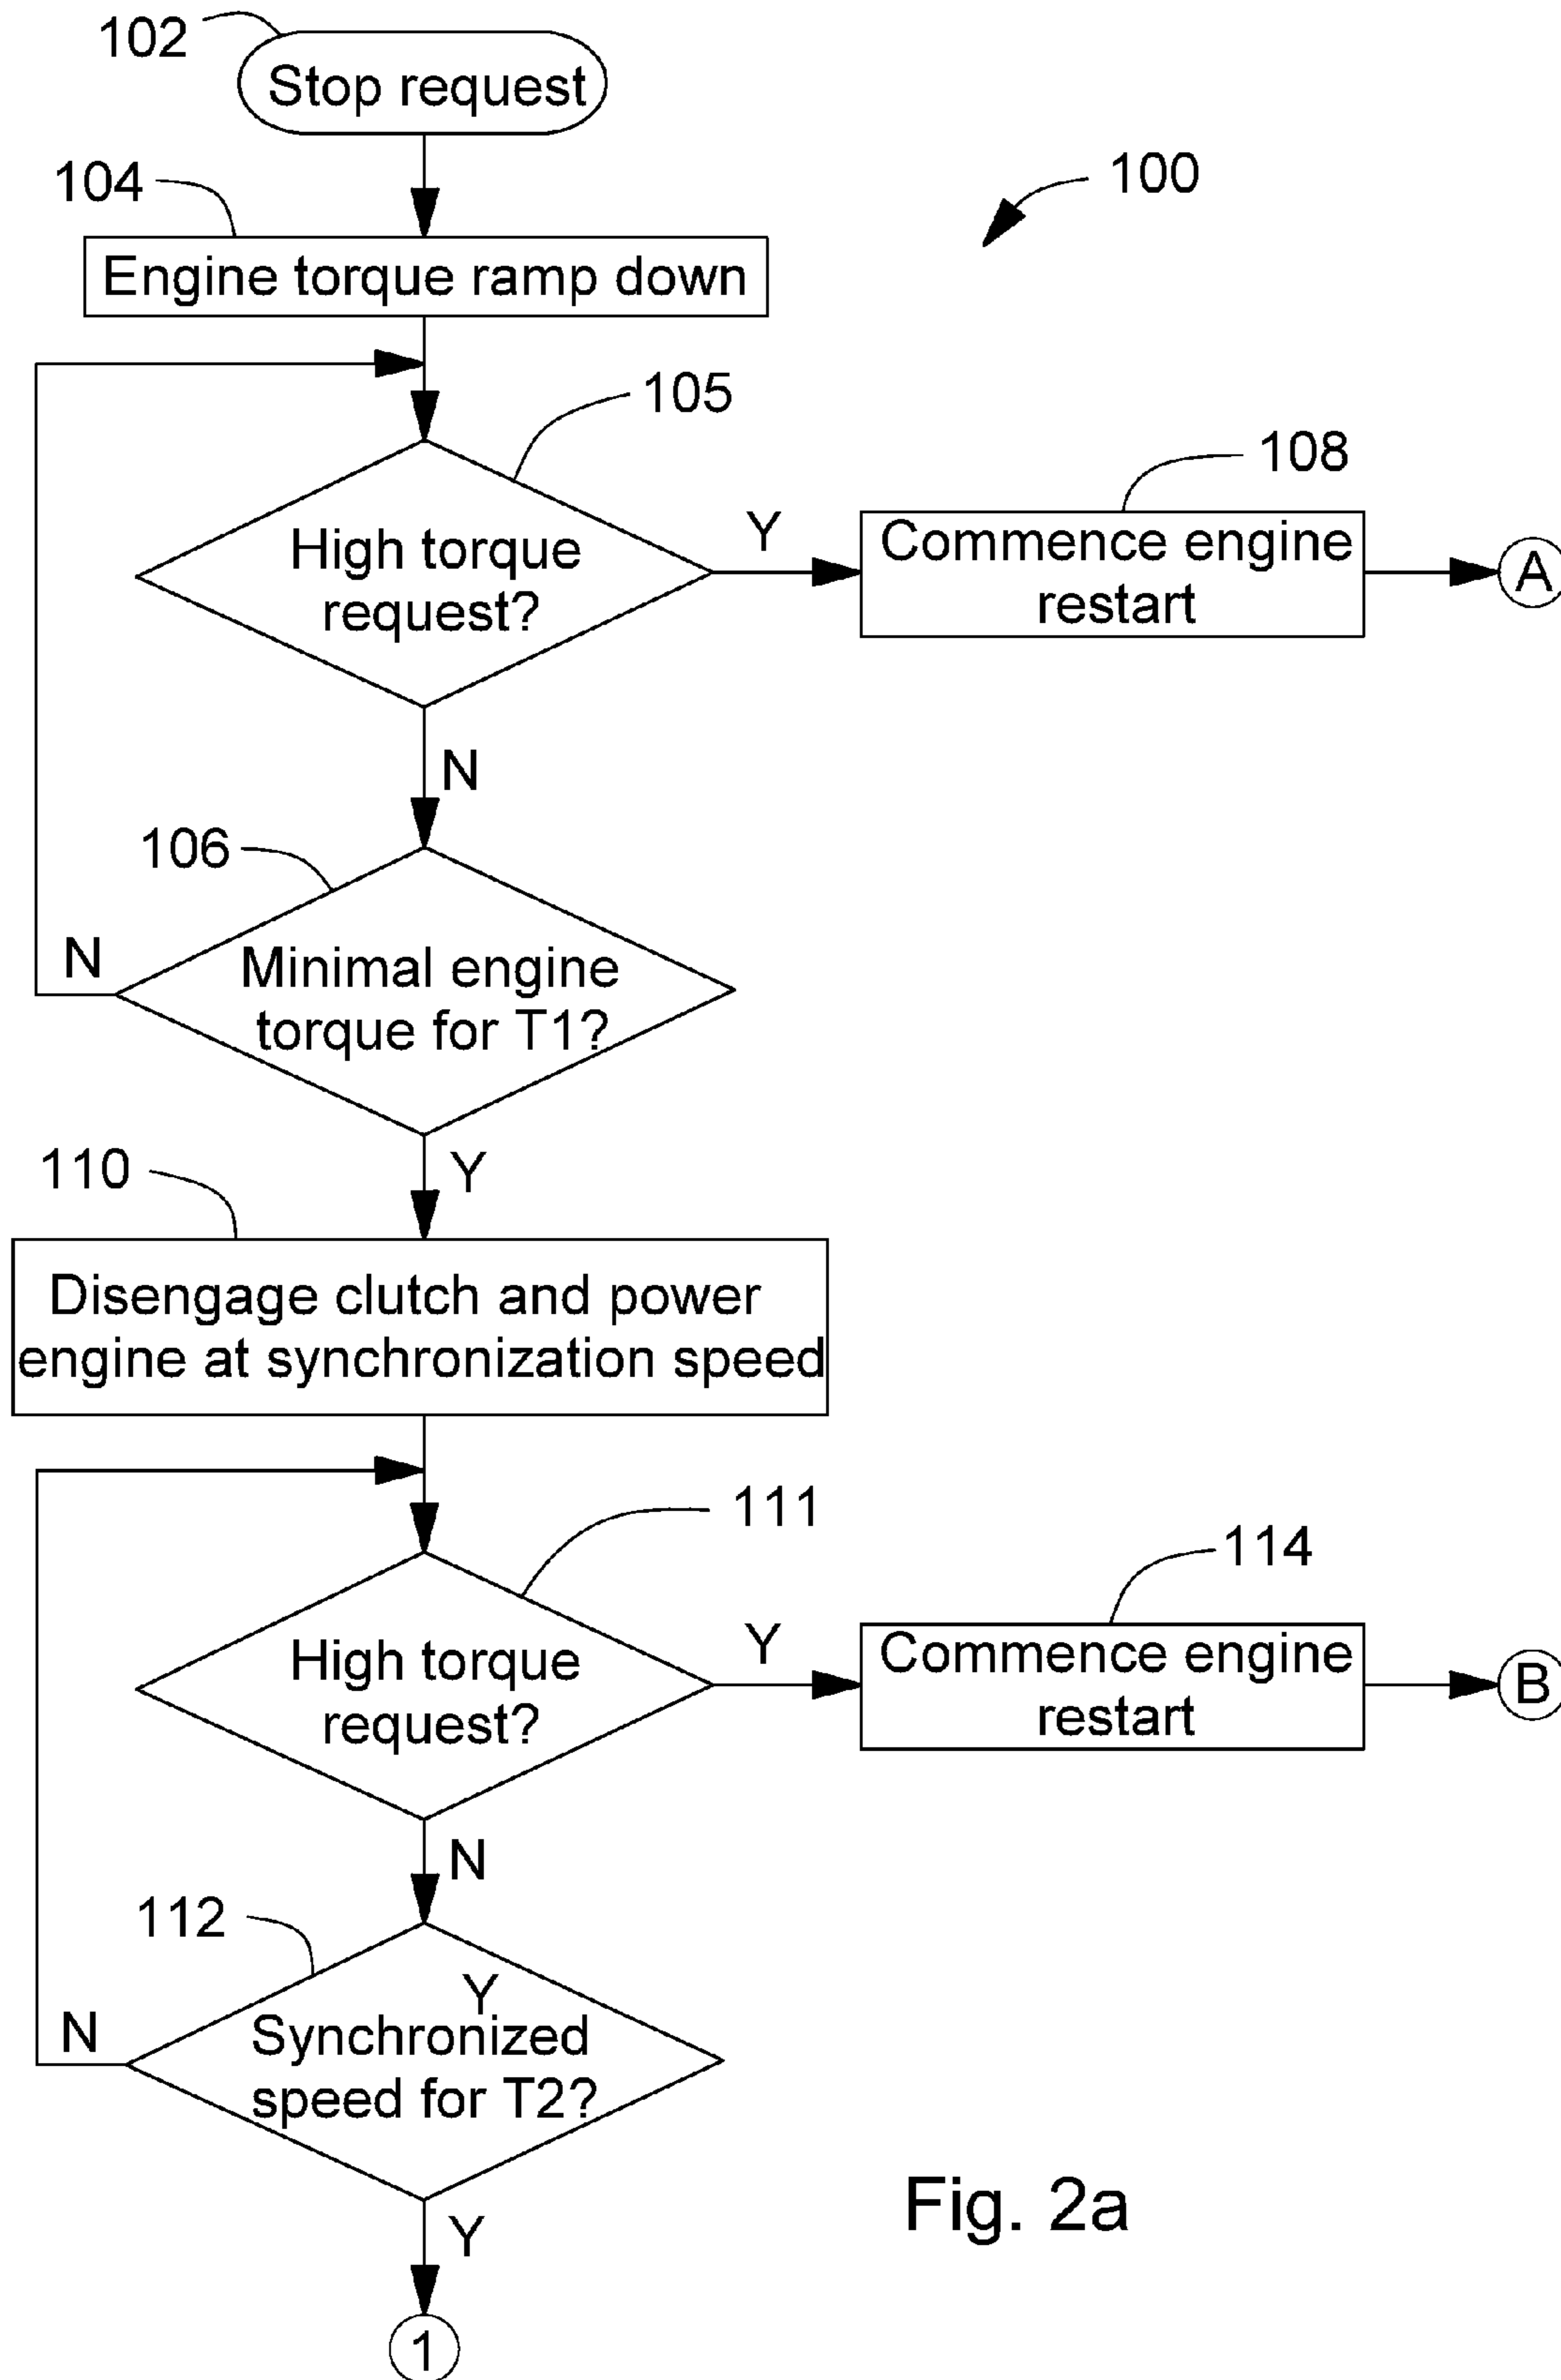 102
Stop request
104
100
Engine torque ramp down
105
108
High torque
request?
Y
Commence engine
restart
A
N
106
N
Minimal engine
torque for T1?
Y
110
Disengage clutch and power
engine at synchronization speed
111
114
High torque
request?
Y
Commence engine
restart
B
N
112
Y
N
Synchronized
speed for T2?
Y
1
Fig. 2a